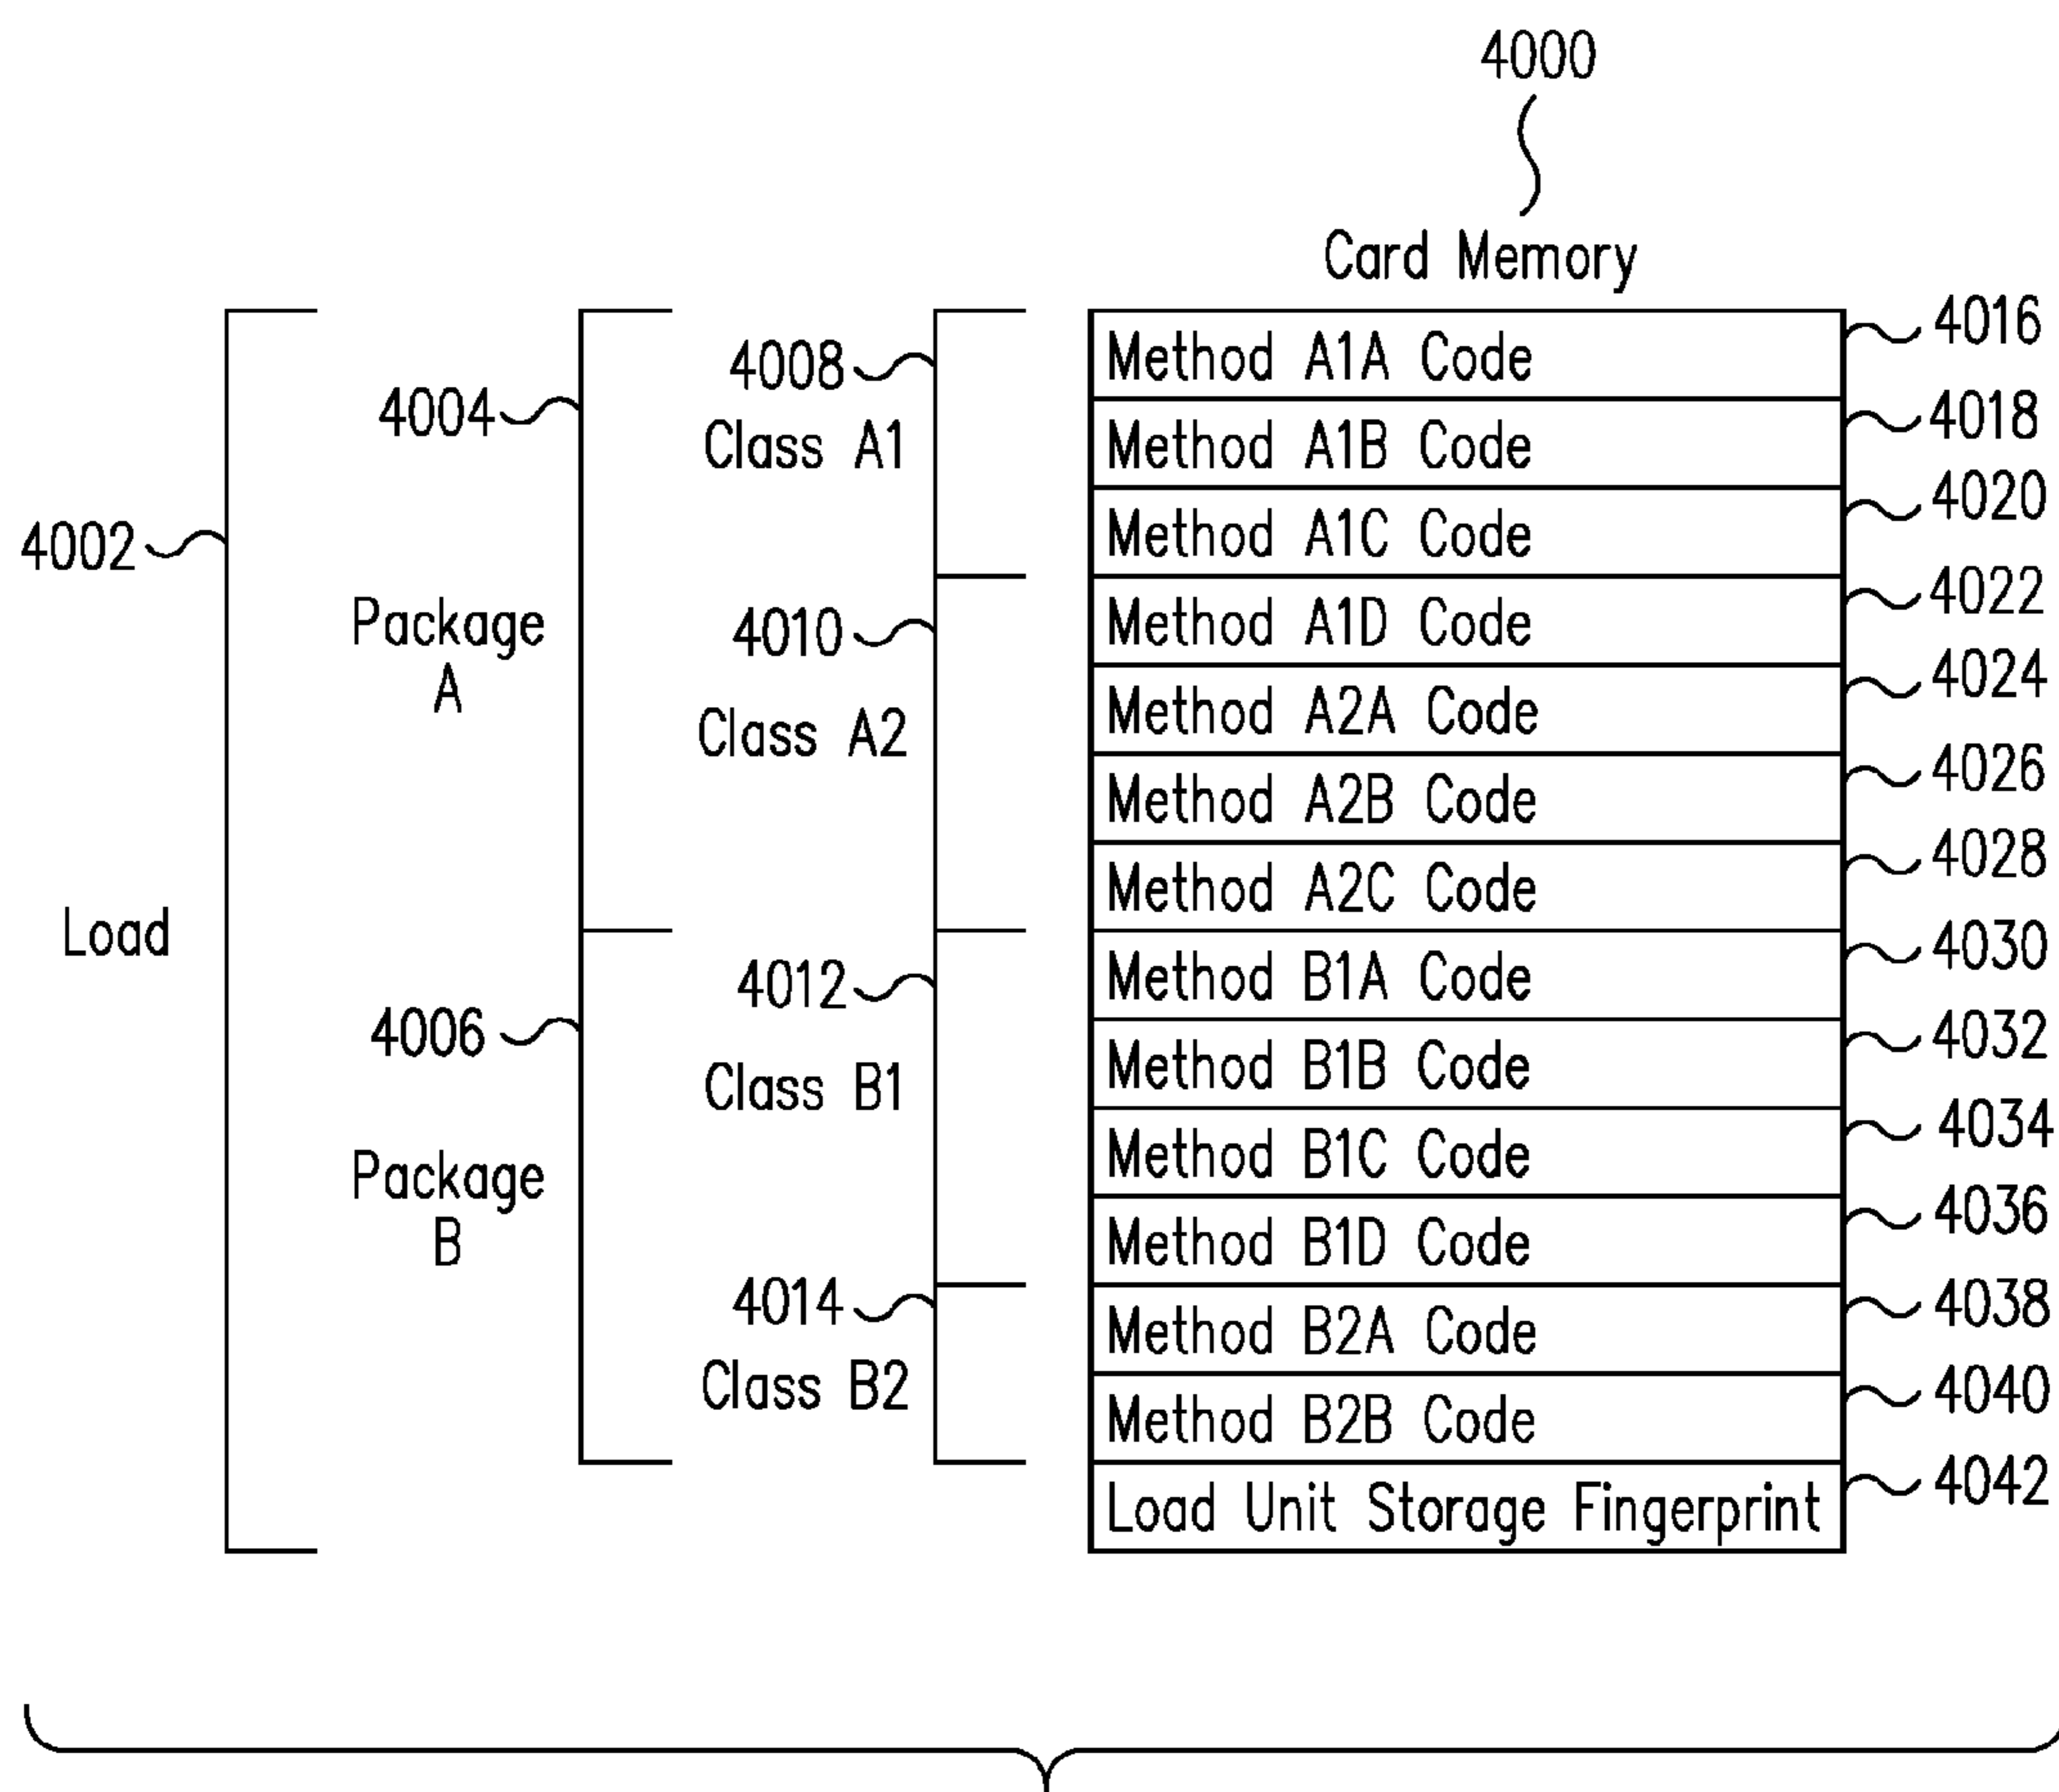 4000
Card Memory
4016
Method A1A Code
4008
4004
4018
Class A1
Method A1B Code
4020
4002
Method A1C Code
4022
Package
A
4010
Method A1D Code
4024
Class A2
Method A2A Code
4026
Method A2B Code
4028
Method A2C Code
Load
4030
4012
Method B1A Code
4006
4032
Class B1
Method B1B Code
4034
Package
B
Method B1C Code
4036
Method B1D Code
4014
4038
Method B2A Code
Class B2
4040
Method B2B Code
4042
Load Unit Storage Fingerprint